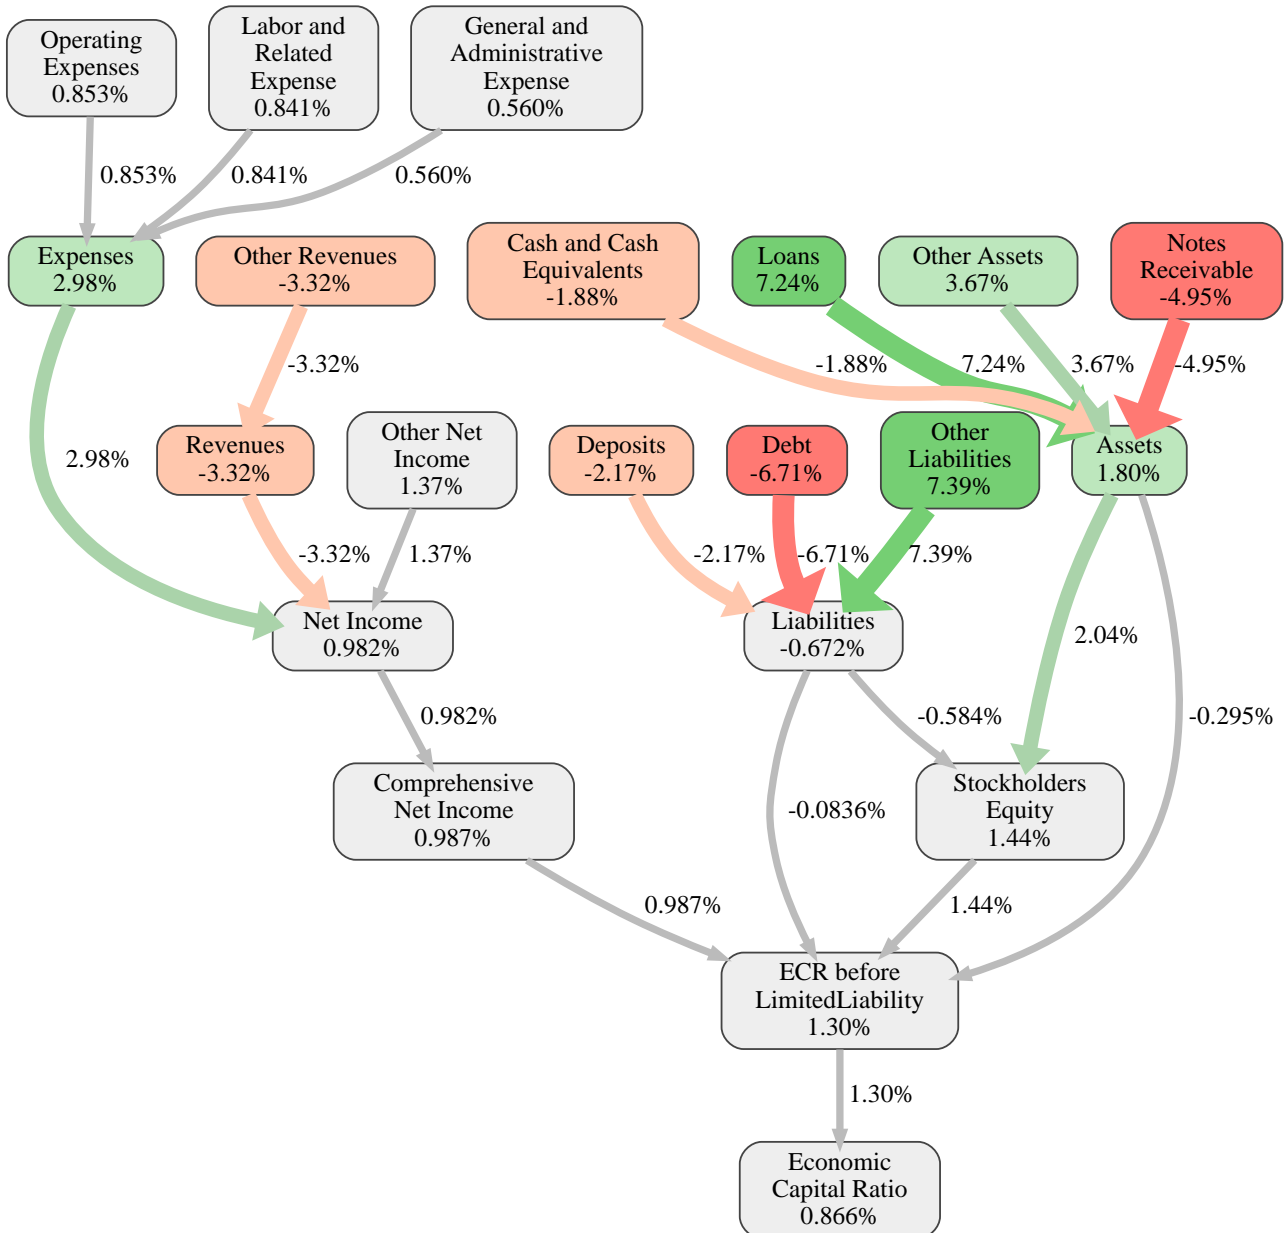 Operating
Expenses
0.853%
Labor and
Related
Expense
0.841%
General and
Administrative
Expense
0.560%
0.853%
0.841%
0.560%
Expenses
2.98%
Other Revenues
-3.32%
Cash and Cash
Equivalents
-1.88%
Loans
7.24%
Other Assets
3.67%
Notes
Receivable
-4.95%
-3.32%
-1.88%
7.24%
3.67%
-4.95%
2.98%
Revenues
-3.32%
Other Net
Income
1.37%
Deposits
-2.17%
Debt
-6.71%
Other
Liabilities
7.39%
Assets
1.80%
-3.32%
1.37%
-2.17%
-6.71%
7.39%
Net Income
0.982%
Liabilities
-0.672%
2.04%
0.982%
-0.584%
-0.295%
Comprehensive
Net Income
0.987%
-0.0836%
Stockholders
Equity
1.44%
0.987%
1.44%
ECR before
LimitedLiability
1.30%
1.30%
Economic
Capital Ratio
0.866%